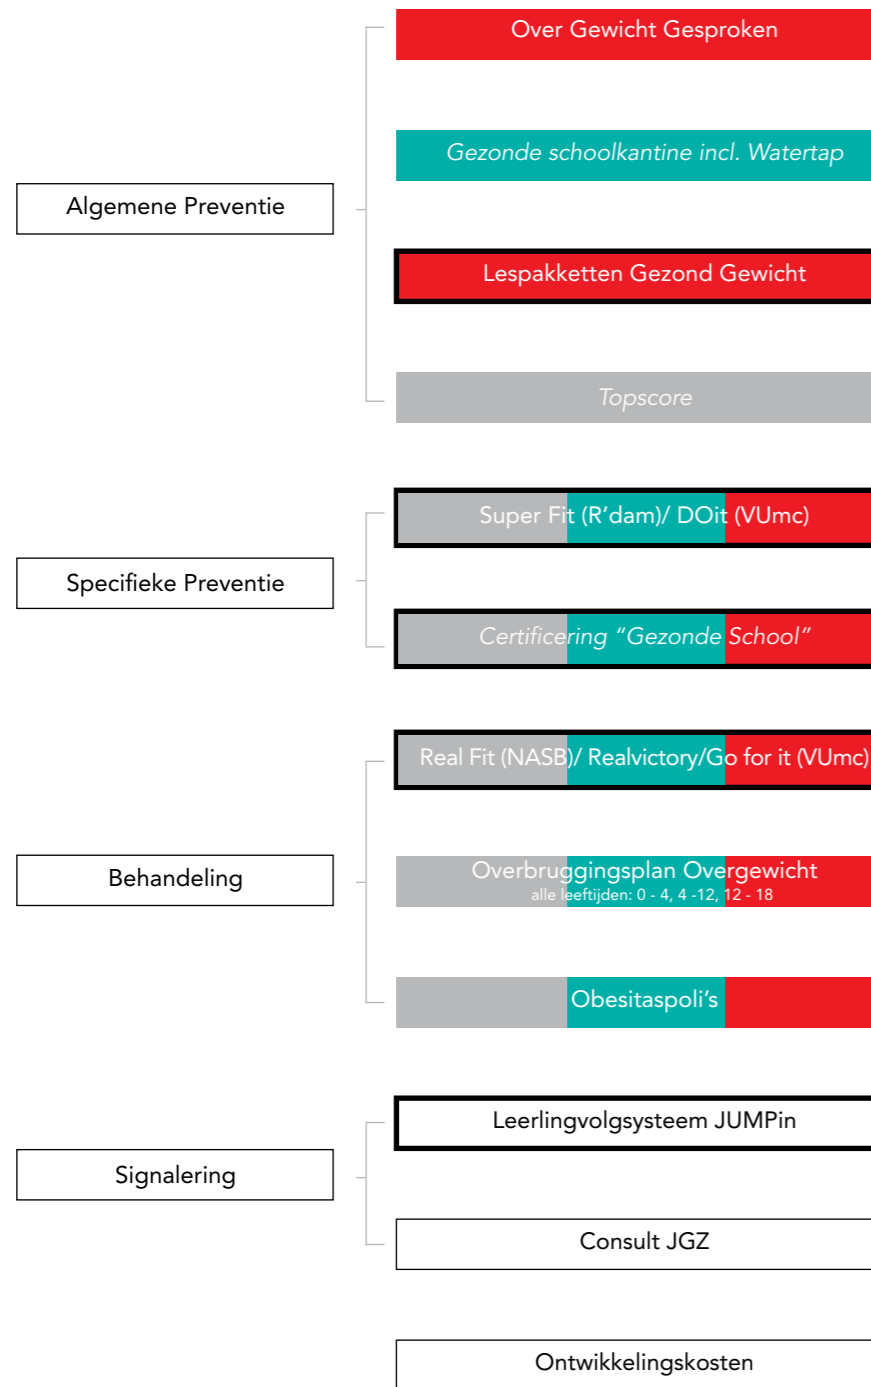 Over Gewicht Gesproken
Gezonde schoolkantine incl. Watertap
Algemene Preventie
Lespakketten Gezond Gewicht
Topscore
Super Fit (R’dam)/ DOit (VUmc)
Specifieke Preventie
Certificering “Gezonde School”
Real Fit (NASB)/ Realvictory/Go for it (VUmc)
Behandeling
Overbruggingsplan Overgewicht
alle leeftijden: 0 - 4, 4 -12, 12 - 18
Obesitaspoli’s
Leerlingvolgsysteem JUMPin
Signalering
Consult JGZ
Ontwikkelingskosten